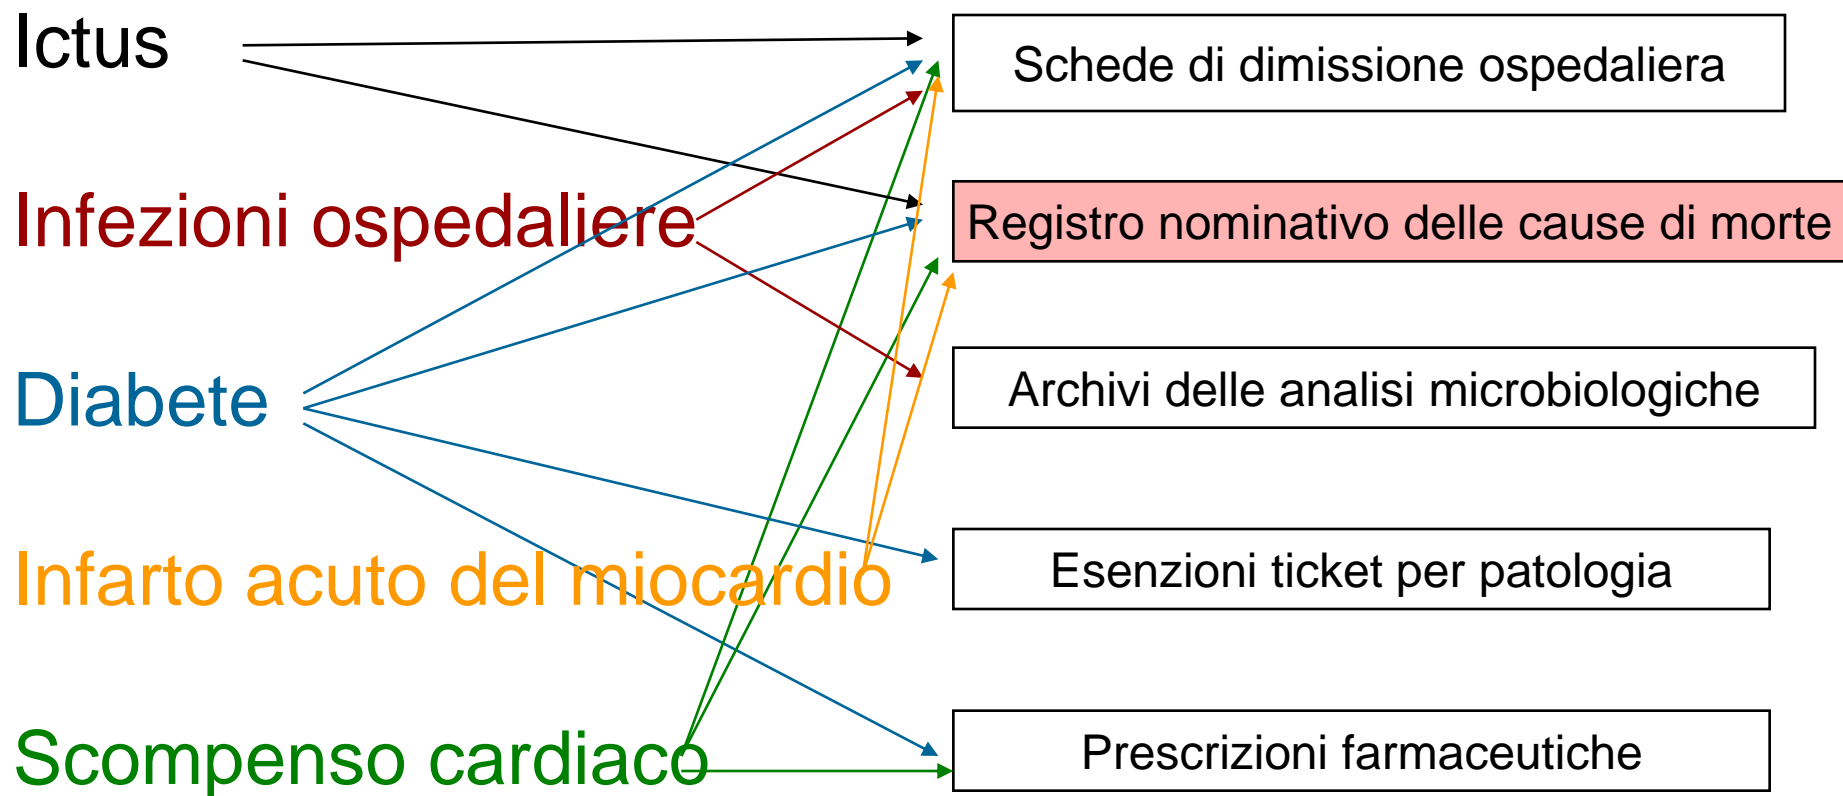 Ictus
Schede di dimissione ospedaliera
Infezioni ospedaliere
Registro nominativo delle cause di morte
Diabete
Archivi delle analisi microbiologiche
Infarto acuto del miocardio
Esenzioni ticket per patologia
Scompenso cardiaco
Prescrizioni farmaceutiche